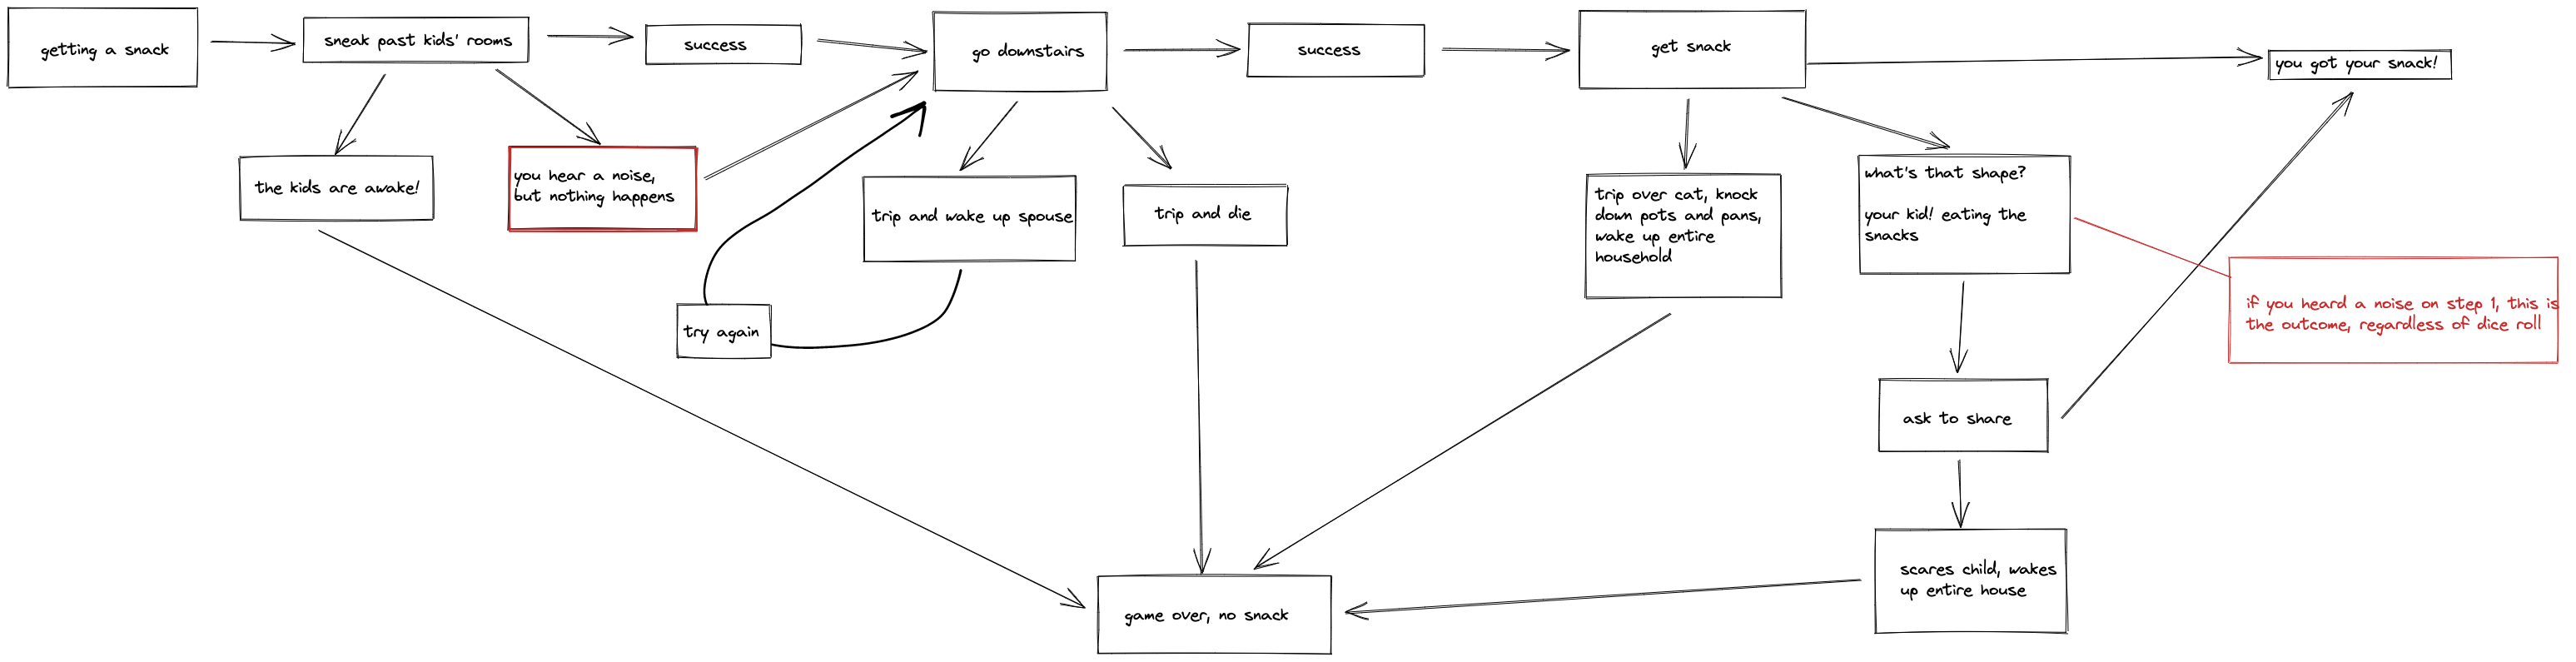 getting a snack
sneak past kids' rooms
success
go downstairs
success
get snack
you got your snack!
the kids are awake!
you hear a noise,
but nothing happens
trip and wake up spouse
trip and die
try again
trip over cat, knock
down pots and pans,
wake up entire
household
what's that shape?
your kid! eating the
snacks
if you heard a noise on step 1, this is
the outcome, regardless of dice roll
ask to share
scares child, wakes
up entire house
game over, no snack